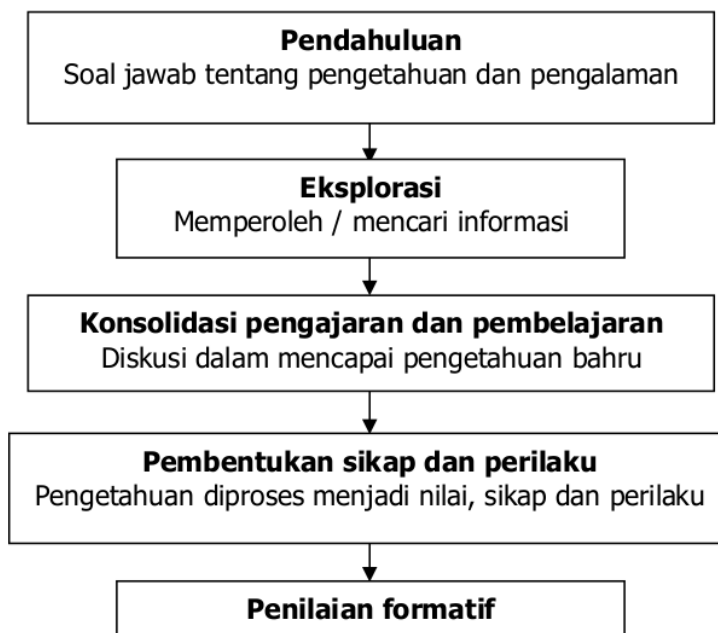 Pendahuluan
Soal jawab tentang pengetahuan dan pengalaman
Eksplorasi
Memperoleh / mencari informasi
Konsolidasi pengajaran dan pembelajaran
Diskusi dalam mencapai pengetahuan bahru
Pembentukan sikap dan perilaku
Pengetahuan diproses menjadi nilai, sikap dan perilaku
Penilaian formatif